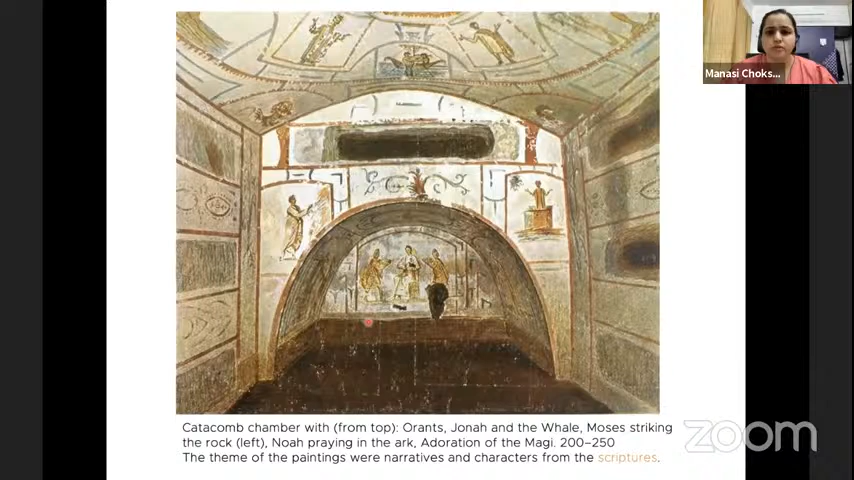 Manasi Choks...
Catacomb chamber with (from top): Orants, Jonah and the Whale, Moses striking
the rock (left), Noah praying in the ark, Adoration of the Magi. 200–250
The theme of the paintings were narratives and characters from the scriptures.
zoom